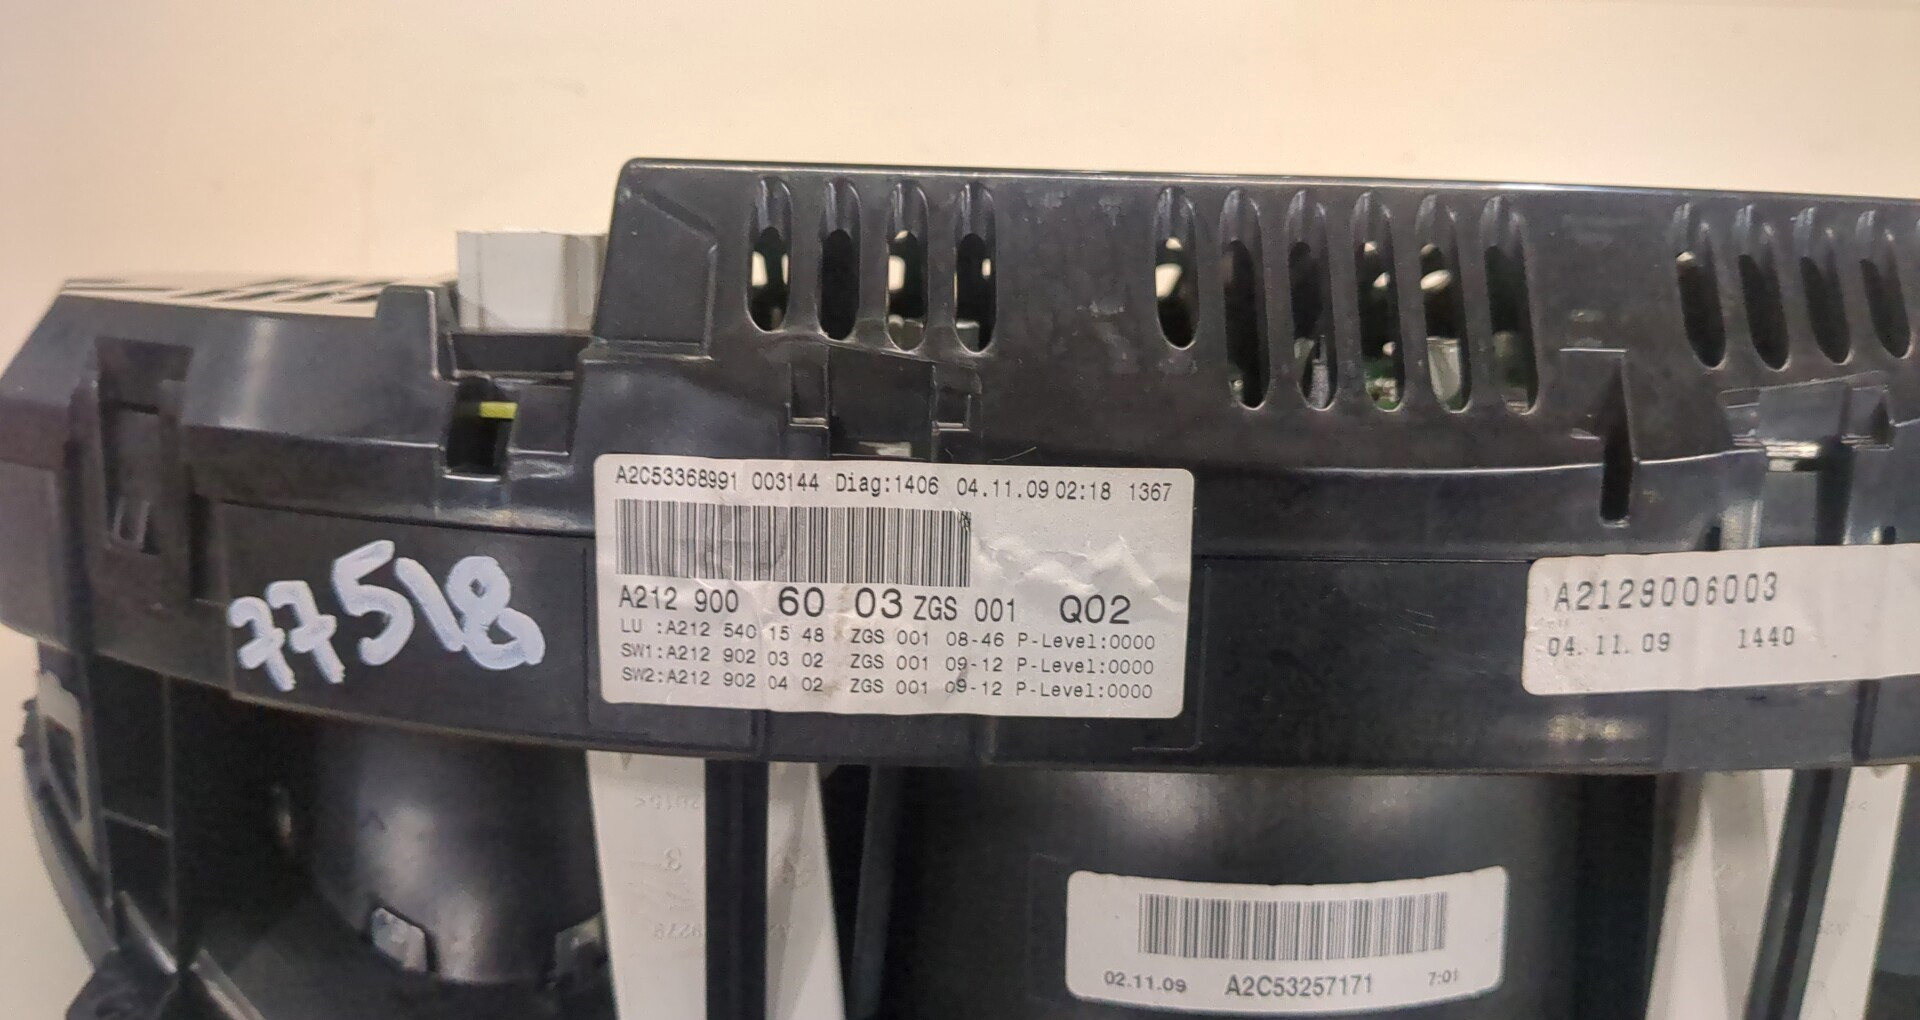 A2C53368991 003144 Diag:1406 04.11.09 02:18 1367
A212 900 60 03 ZGS 001 Q02
LU :A212 540 15 48 ZGS 001 08-46 P-Level:0000
SW1:A212 902 03 02 ZGS 001 09-12 P-Level:0000
SW2:A212 902 04 02 ZGS 001 09-12 P-Level:0000
77518
A2129006003
04.11.09 1440
02.11.09 A2C53257171 7:01